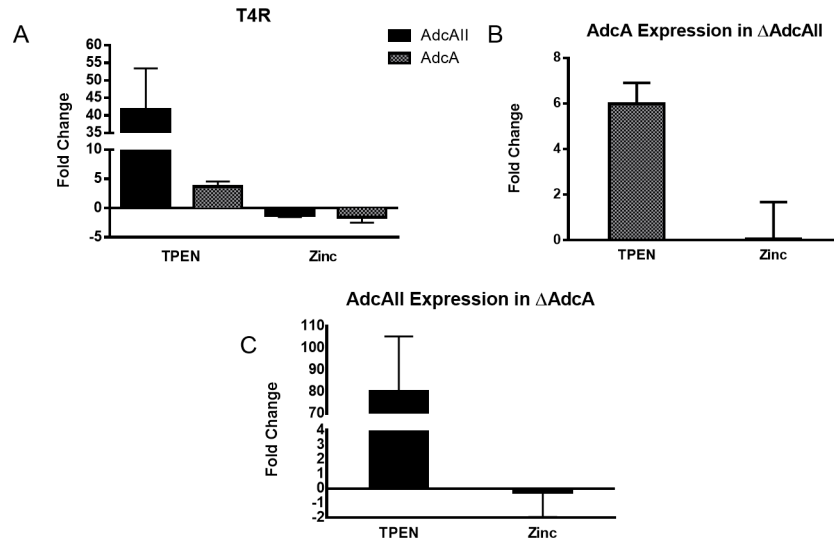 A
T4R
AdcAII
AdcA
Fold Change
60
55
50
45
40
35
10
5
0
-5
TPEN
Zinc
B
AdcA Expression in ΔAdcAII
Fold Change
8
6
4
2
0
TPEN
Zinc
C
AdcAII Expression in ΔAdcA
Fold Change
110
100
90
80
70
4
3
2
1
0
-1
-2
TPEN
Zinc